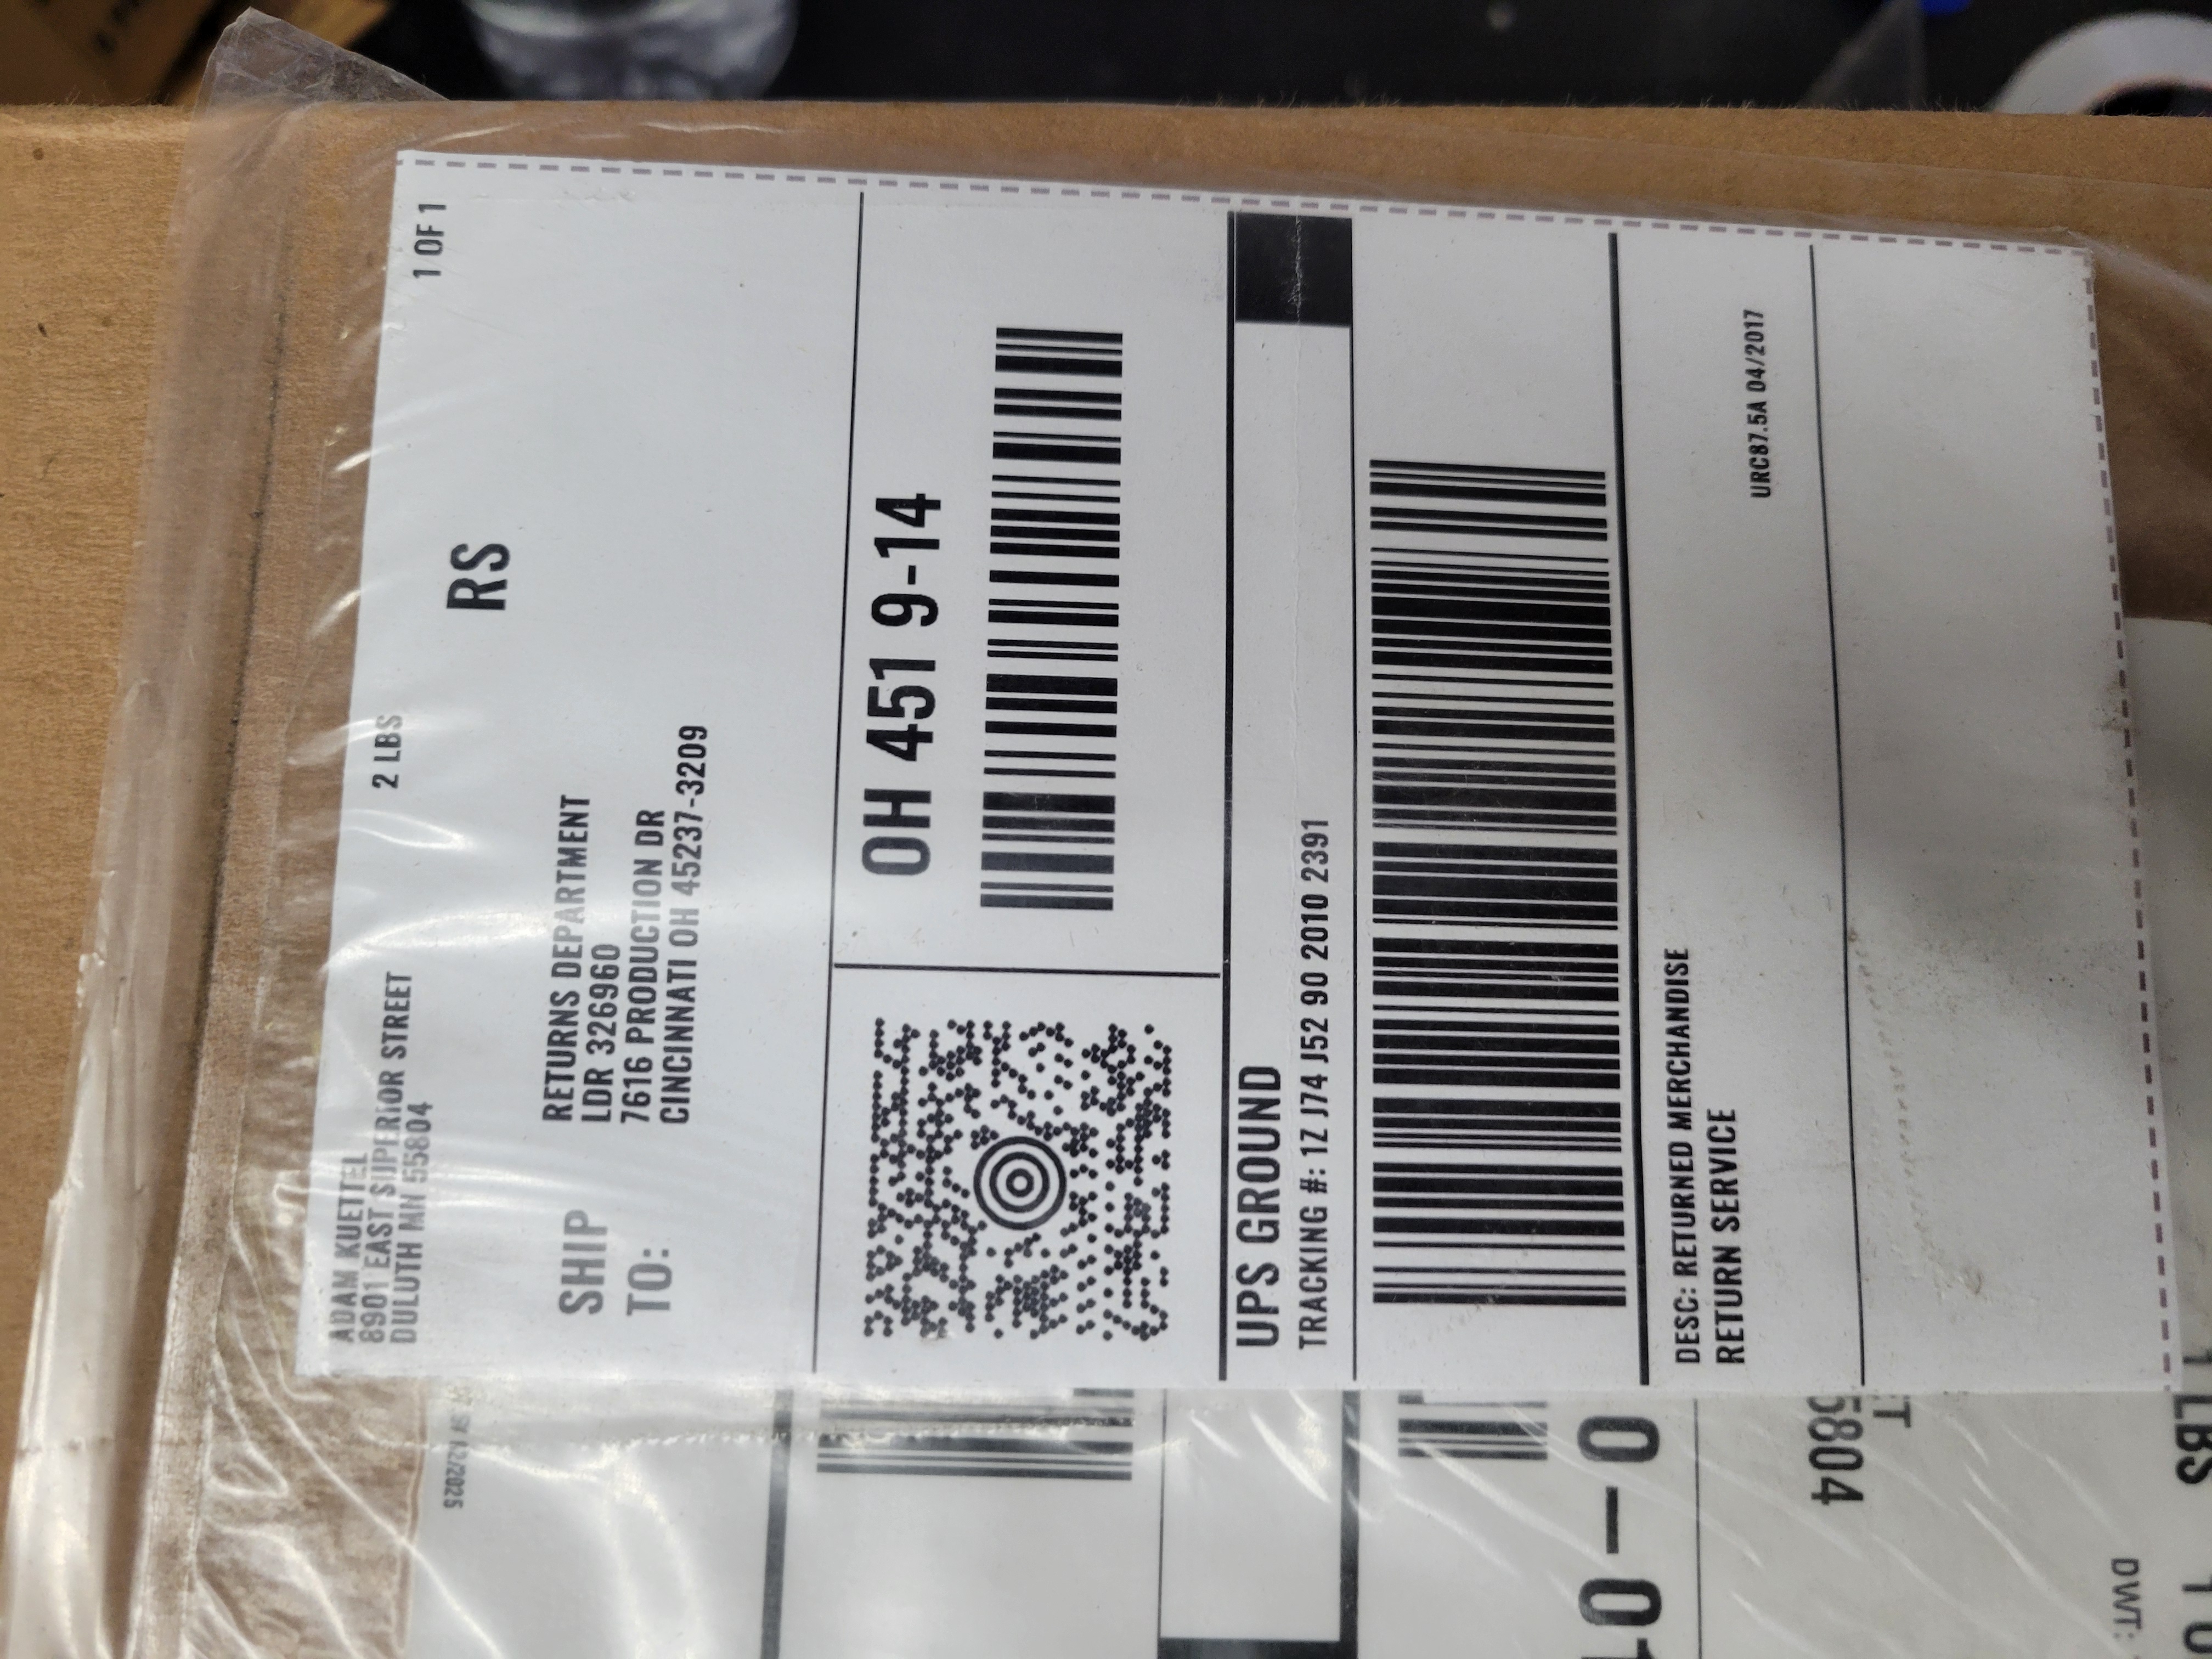 ADAM KUETTEL
8901 EAST SUPERIOR STREET
DULUTH MN 55804
2 LBS
1 OF 1
RS
SHIP
TO:
RETURNS DEPARTMENT
LDR 326960
7616 PRODUCTION DR
CINCINNATI OH 45237-3209
OH 451 9-14
UPS GROUND
TRACKING #: 1Z J74 J52 90 2010 2391
DESC: RETURNED MERCHANDISE
RETURN SERVICE
URC87.5A 04/2017
5804
LBS
DWT: